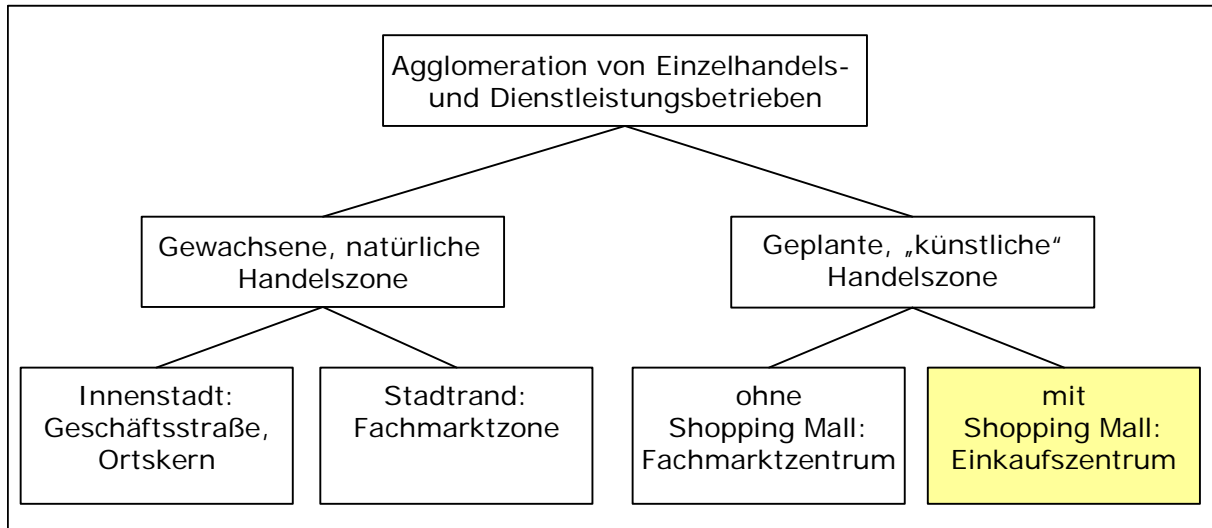 Agglomeration von Einzelhandels-
und Dienstleistungsbetrieben
Gewachsene, natürliche
Handelszone
Geplante, „künstliche“
Handelszone
Innenstadt:
Geschäftsstraße,
Ortskern
Stadtrand:
Fachmarktzone
ohne
Shopping Mall:
Fachmarktzentrum
mit
Shopping Mall:
Einkaufszentrum